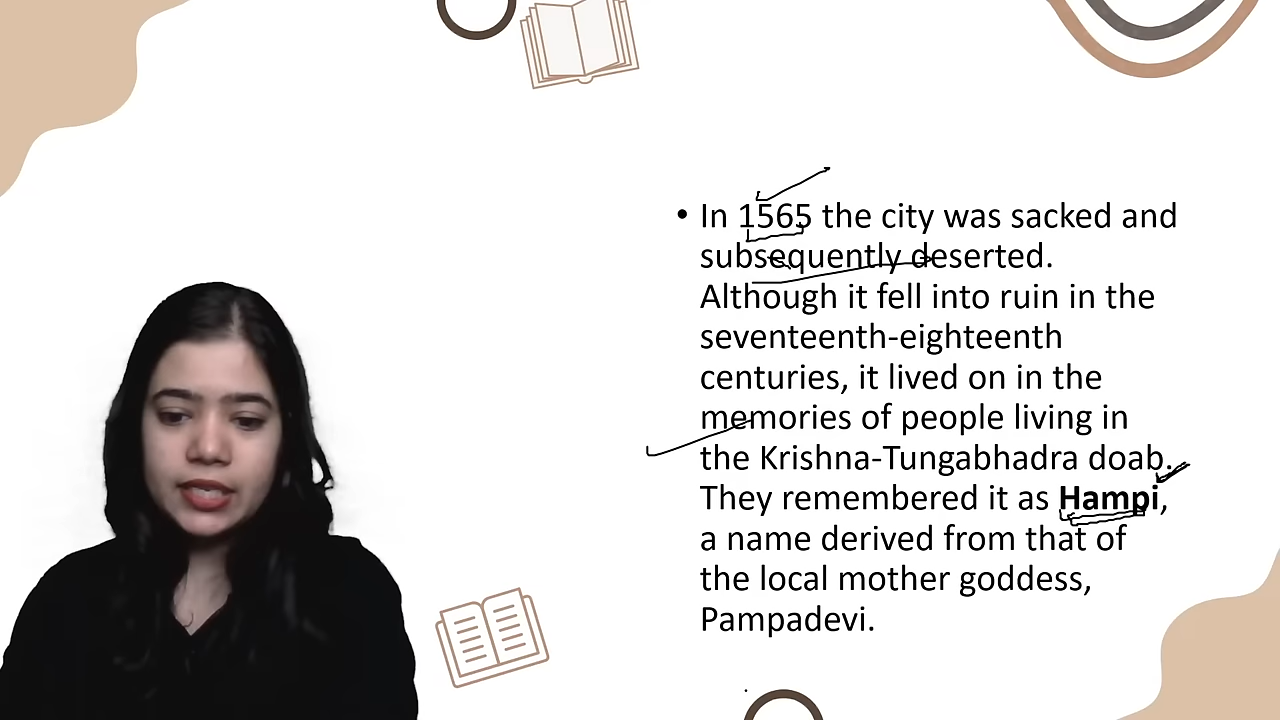 • In 1565 the city was sacked and
subsequently deserted.
Although it fell into ruin in the
seventeenth-eighteenth
centuries, it lived on in the
memories of people living in
the Krishna-Tungabhadra doab.
They remembered it as Hampi,
a name derived from that of
the local mother goddess,
Pampadevi.